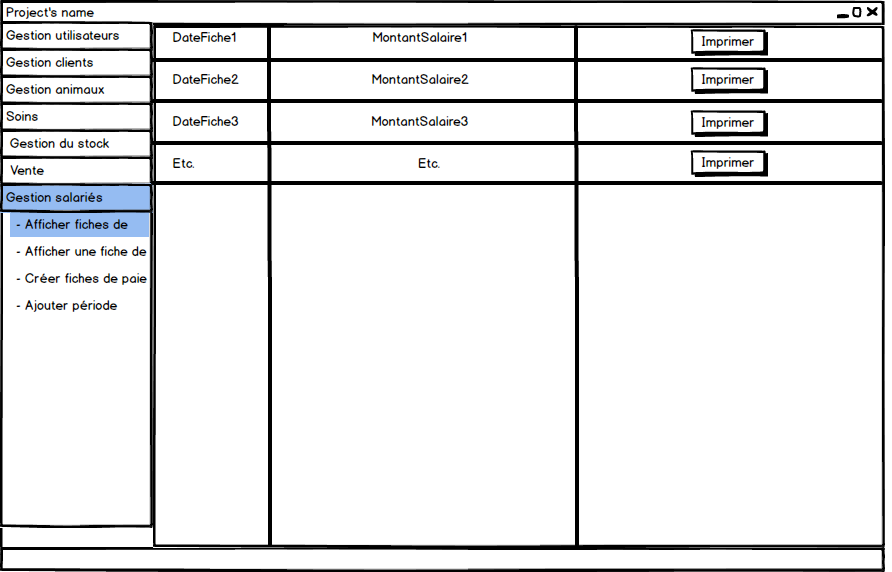 Project's name
Gestion utilisateurs
Gestion clients
Gestion animaux
Soins
Gestion du stock
Vente
Gestion salariés
- Afficher fiches de
- Afficher une fiche de
- Créer fiches de paie
- Ajouter période
DateFiche1 MontantSalaire1 Imprimer
DateFiche2 MontantSalaire2 Imprimer
DateFiche3 MontantSalaire3 Imprimer
Etc. Etc. Imprimer